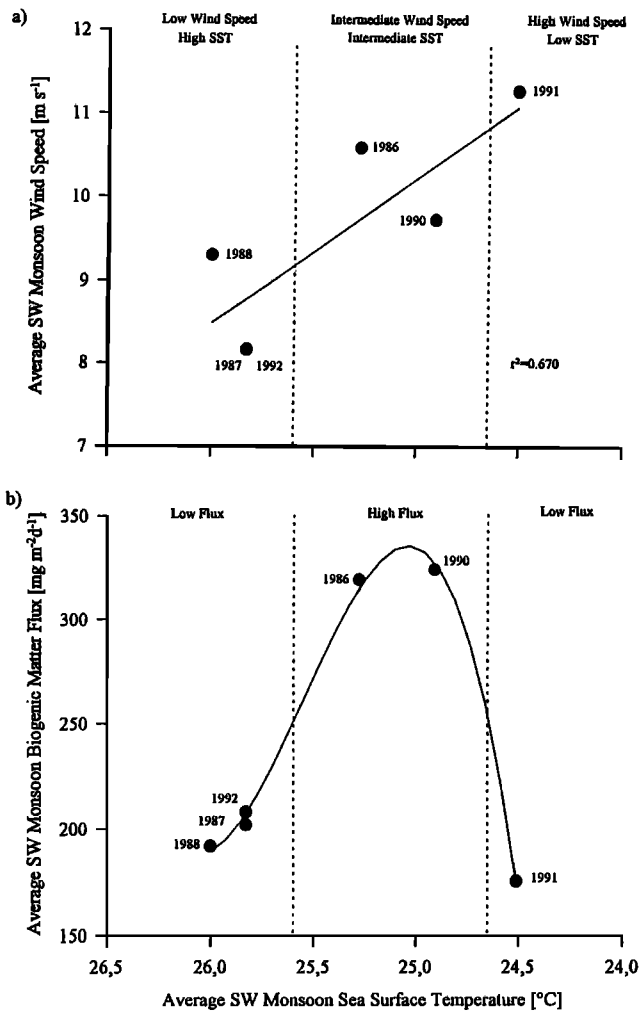 a)
Low Wind Speed
High SST
Intermediate Wind Speed
Intermediate SST
High Wind Speed
Low SST
Average SW Monsoon Wind Speed [m s⁻¹]
12
11
10
9
8
7
1991
1986
1990
1988
1987 1992
r²=0.670
b)
Low Flux
High Flux
Low Flux
Average SW Monsoon Biogenic Matter Flux [mg m⁻²d⁻¹]
350
300
250
200
150
1986
1990
1992
1987
1988
1991
26,5 26,0 25,5 25,0 24,5 24,0
Average SW Monsoon Sea Surface Temperature [°C]